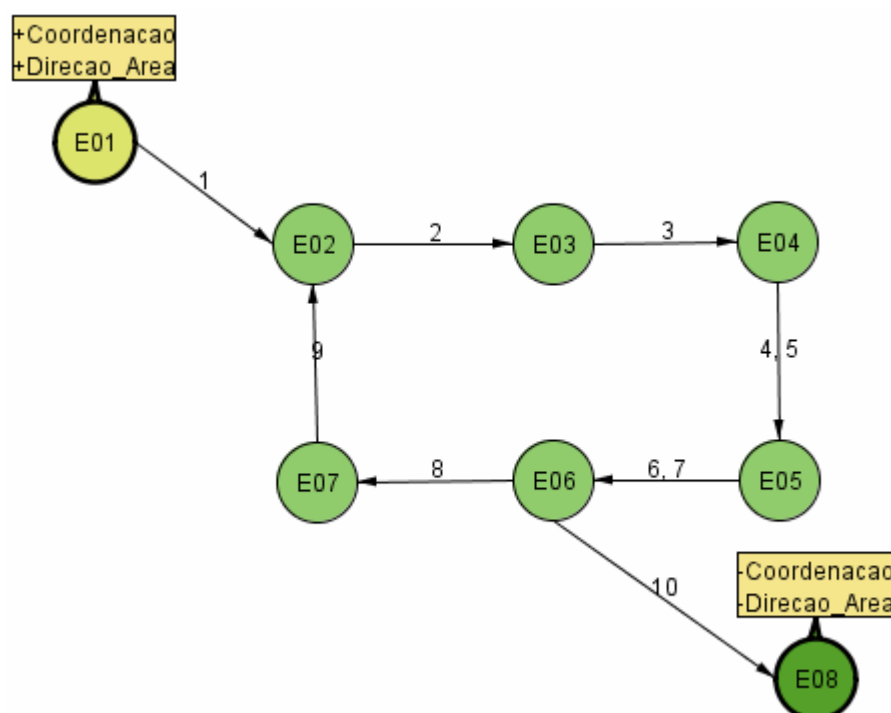 +Coordenacao
+Direcao_Area
E01
1
E02
2
E03
3
E04
4, 5
9
E07
8
E06
6, 7
E05
10
-Coordenacao
-Direcao_Area
E08